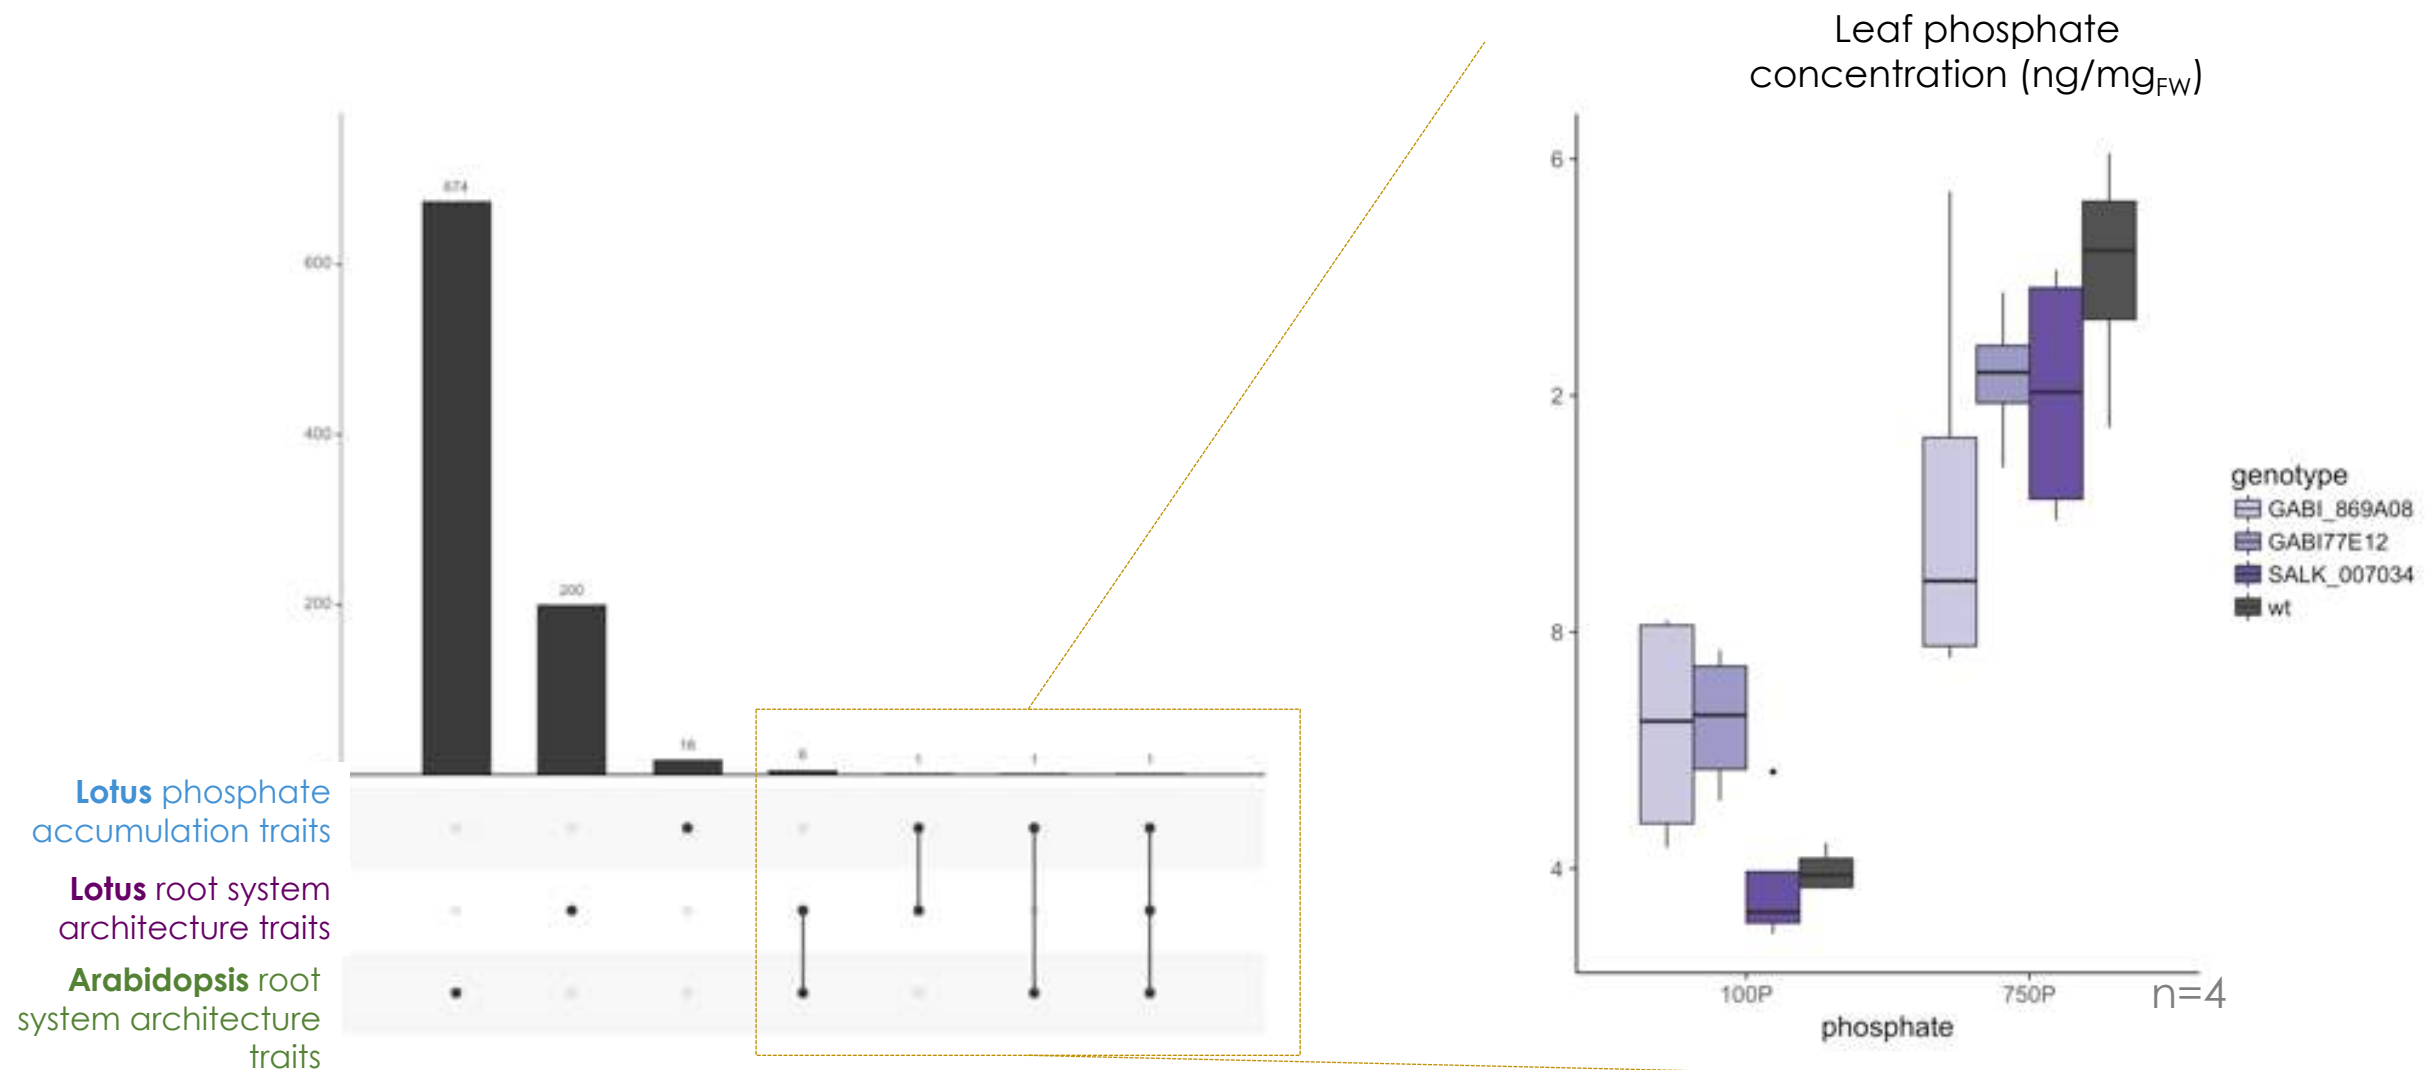 Leaf phosphate
concentration (ng/mgFW)
674
600
400
200
200
16
6
1
1
1
Lotus phosphate
accumulation traits
Lotus root system
architecture traits
Arabidopsis root
system architecture
traits
6
2
8
4
100P
750P
n=4
phosphate
genotype
GABI_869A08
GABI77E12
SALK_007034
wt